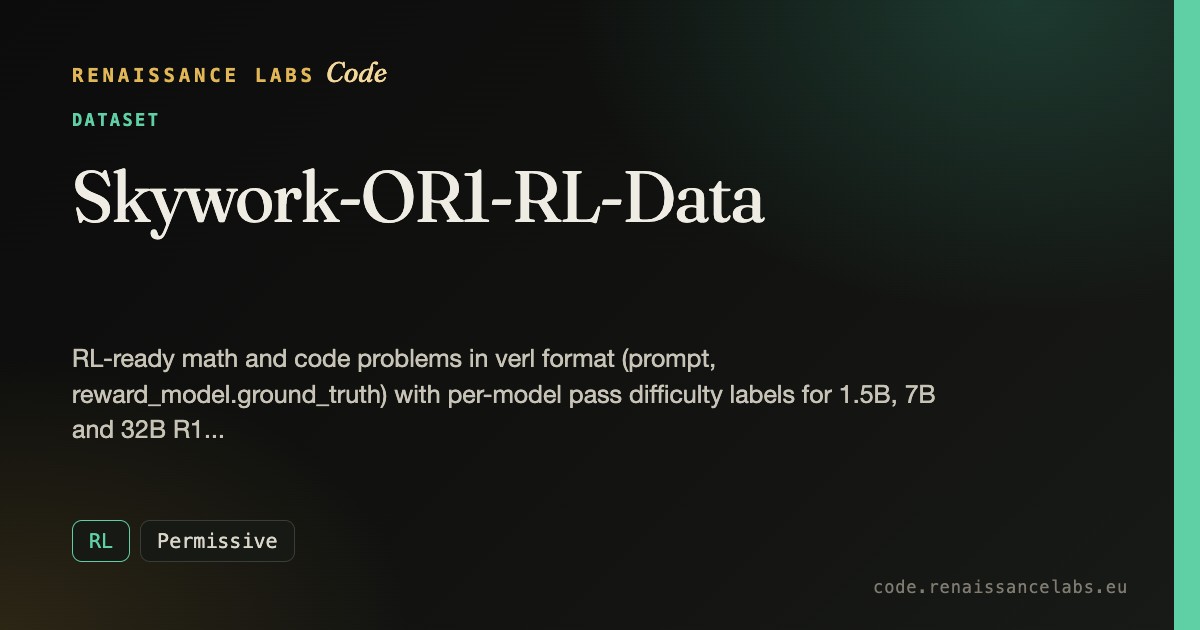 RENAISSANCE LABS Code
DATASET
Skywork-OR1-RL-Data
RL-ready math and code problems in verl format (prompt,
reward_model.ground_truth) with per-model pass difficulty labels for 1.5B, 7B
and 32B R1...
RL Permissive
code.renaissancelabs.eu